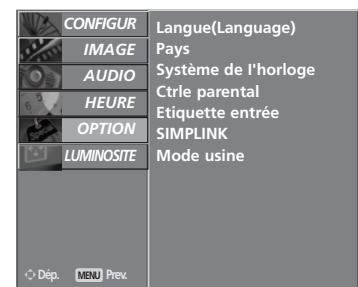 CONFIGUR
IMAGE
AUDIO
HEURE
OPTION
LUMINOSITE
Langue(Language)
Pays
Système de l'horloge
Ctrle parental
Etiquette entrée
SIMPLINK
Mode usine
Dép. MENU Prev.